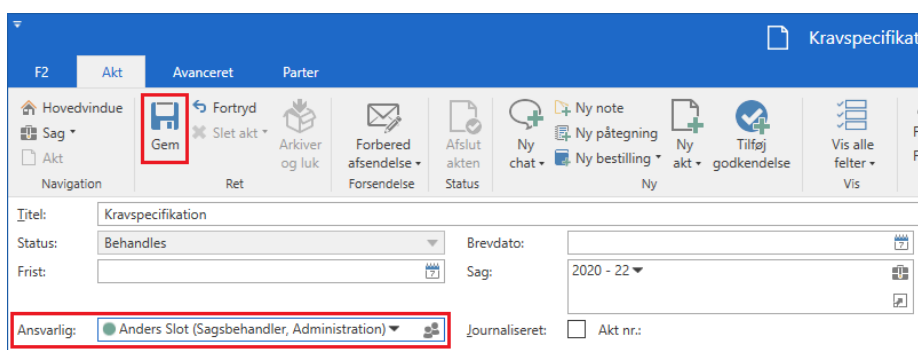 Kravspecifikat
F2 Akt Avanceret Parter
Hovedvindue
Sag
Akt
Navigation
Gem
Fortryd
Slet akt
Arkiver
og luk
Ret
Forbered
afsendelse
Forsendelse
Afslut
akten
Status
Ny
chat
Ny note
Ny påtegning
Ny bestilling
Ny
akt
Tilføj
godkendelse
Ny
Vis alle
felter
Vis
Titel: Kravspecifikation
Status: Behandles Brevdato:
Frist: Sag: 2020 - 22
Ansvarlig: Anders Slot (Sagsbehandler, Administration) Journaliseret: Akt nr.: